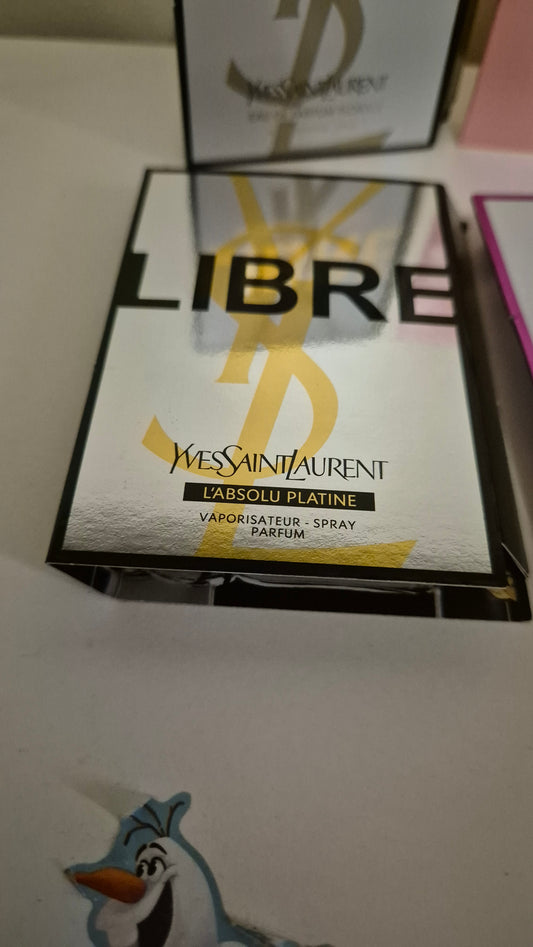 YVESSAINTLAURENT
LIBRE
YVESSAINTLAURENT
L'ABSOLU PLATINE
VAPORISATEUR - SPRAY
PARFUM